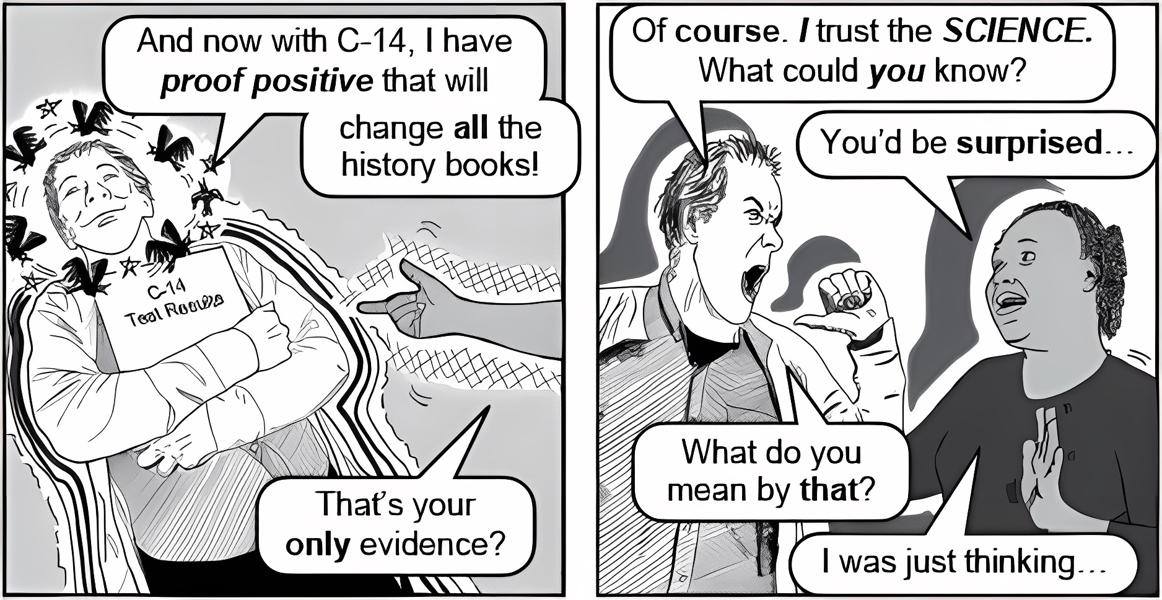 And now with C-14, I have
proof positive that will
change all the
history books!
C-14
That's your
only evidence?
Of course. I trust the SCIENCE.
What could you know?
You'd be surprised...
What do you
mean by that?
I was just thinking...